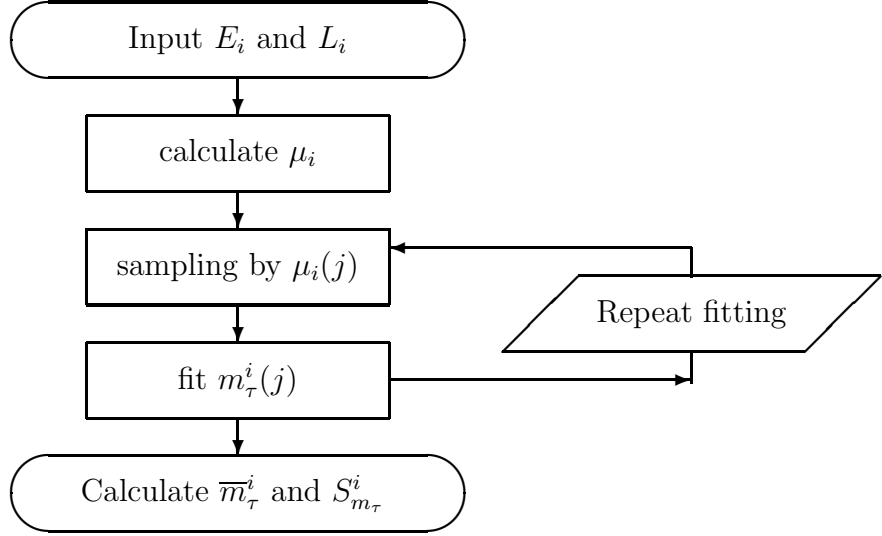 Input $E_i$ and $L_i$
calculate $\mu_i$
sampling by $\mu_i(j)$
Repeat fitting
fit $m_\tau^i(j)$
Calculate $\overline{m}_\tau^i$ and $S_{m_\tau}^i$